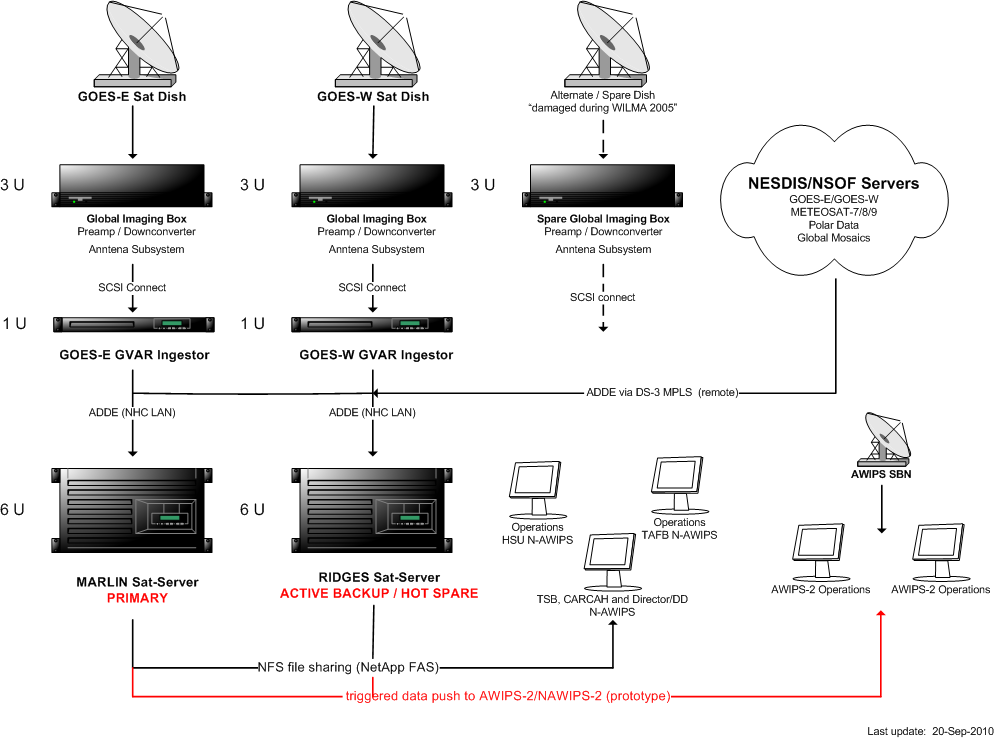 GOES-E Sat Dish
GOES-W Sat Dish
Alternate / Spare Dish
“damaged during WILMA 2005”
3 U
3 U
3 U
Global Imaging Box
Preamp / Downconverter
Anntena Subsystem
Global Imaging Box
Preamp / Downconverter
Anntena Subsystem
Spare Global Imaging Box
Preamp / Downconverter
Anntena Subsystem
NESDIS/NSOF Servers
GOES-E/GOES-W
METEOSAT-7/8/9
Polar Data
Global Mosaics
SCSI Connect
SCSI Connect
SCSI connect
1 U
1 U
GOES-E GVAR Ingestor
GOES-W GVAR Ingestor
ADDE via DS-3 MPLS (remote)
ADDE (NHC LAN)
ADDE (NHC LAN)
AWIPS SBN
6 U
6 U
Operations
HSU N-AWIPS
Operations
TAFB N-AWIPS
MARLIN Sat-Server
PRIMARY
RIDGES Sat-Server
ACTIVE BACKUP / HOT SPARE
TSB, CARCAH and Director/DD
N-AWIPS
AWIPS-2 Operations
AWIPS-2 Operations
NFS file sharing (NetApp FAS)
triggered data push to AWIPS-2/NAWIPS-2 (prototype)
Last update: 20-Sep-2010